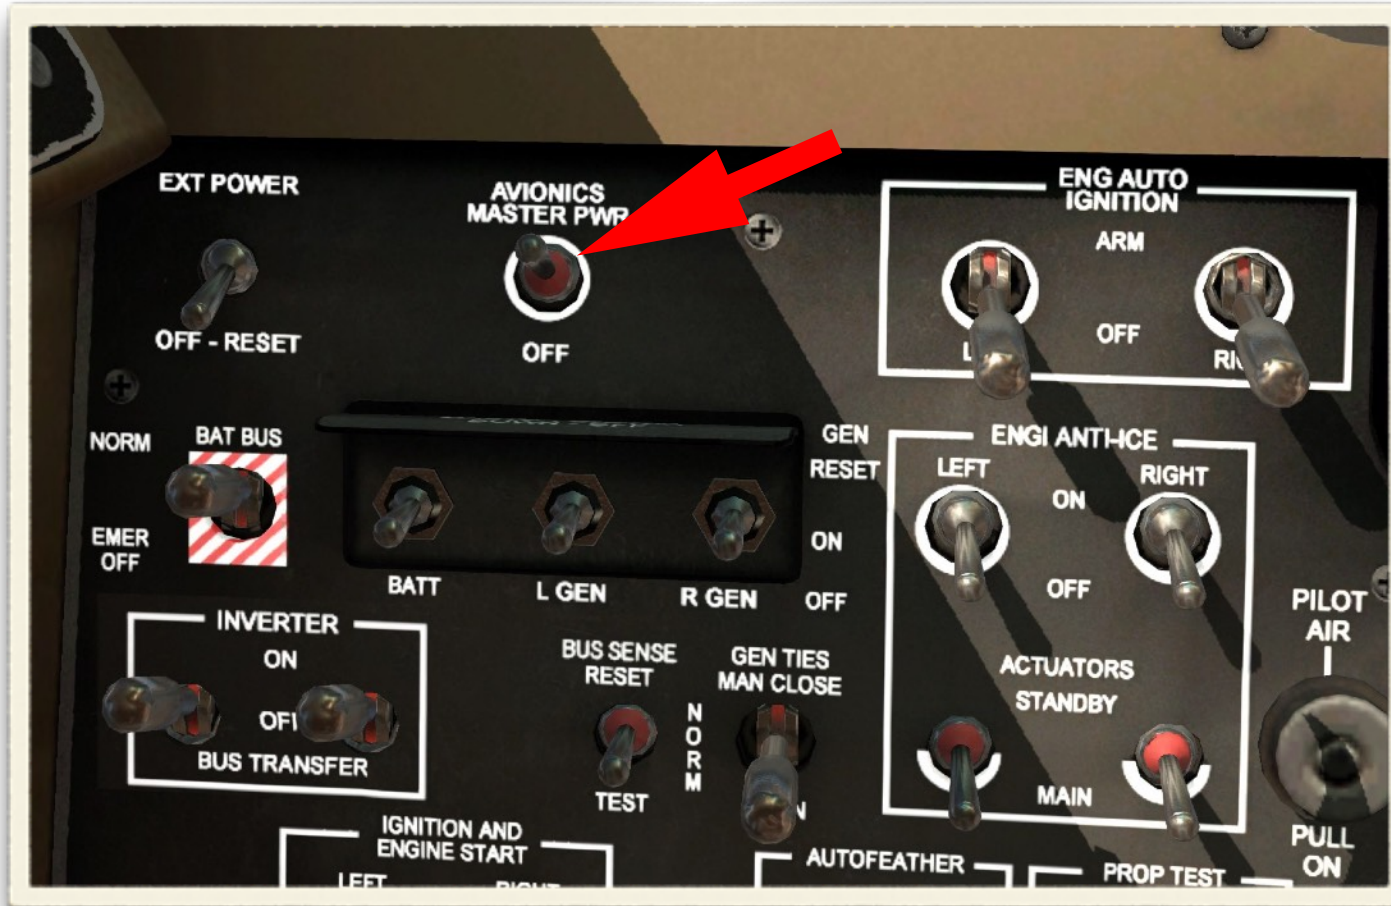 EXT POWER
OFF - RESET
AVIONICS
MASTER PWR
OFF
ENG AUTO
IGNITION
ARM
OFF
NORM
BAT BUS
EMER
OFF
GEN
RESET
ON
OFF
BATT
L GEN
R GEN
ENGI ANTI-ICE
LEFT
RIGHT
ON
OFF
ACTUATORS
STANDBY
MAIN
PILOT
AIR
PULL
ON
INVERTER
ON
BUS TRANSFER
BUS SENSE
RESET
TEST
NORM
GEN TIES
MAN CLOSE
IGNITION AND
ENGINE START
LEFT
RIGHT
AUTOFEATHER
PROP TEST